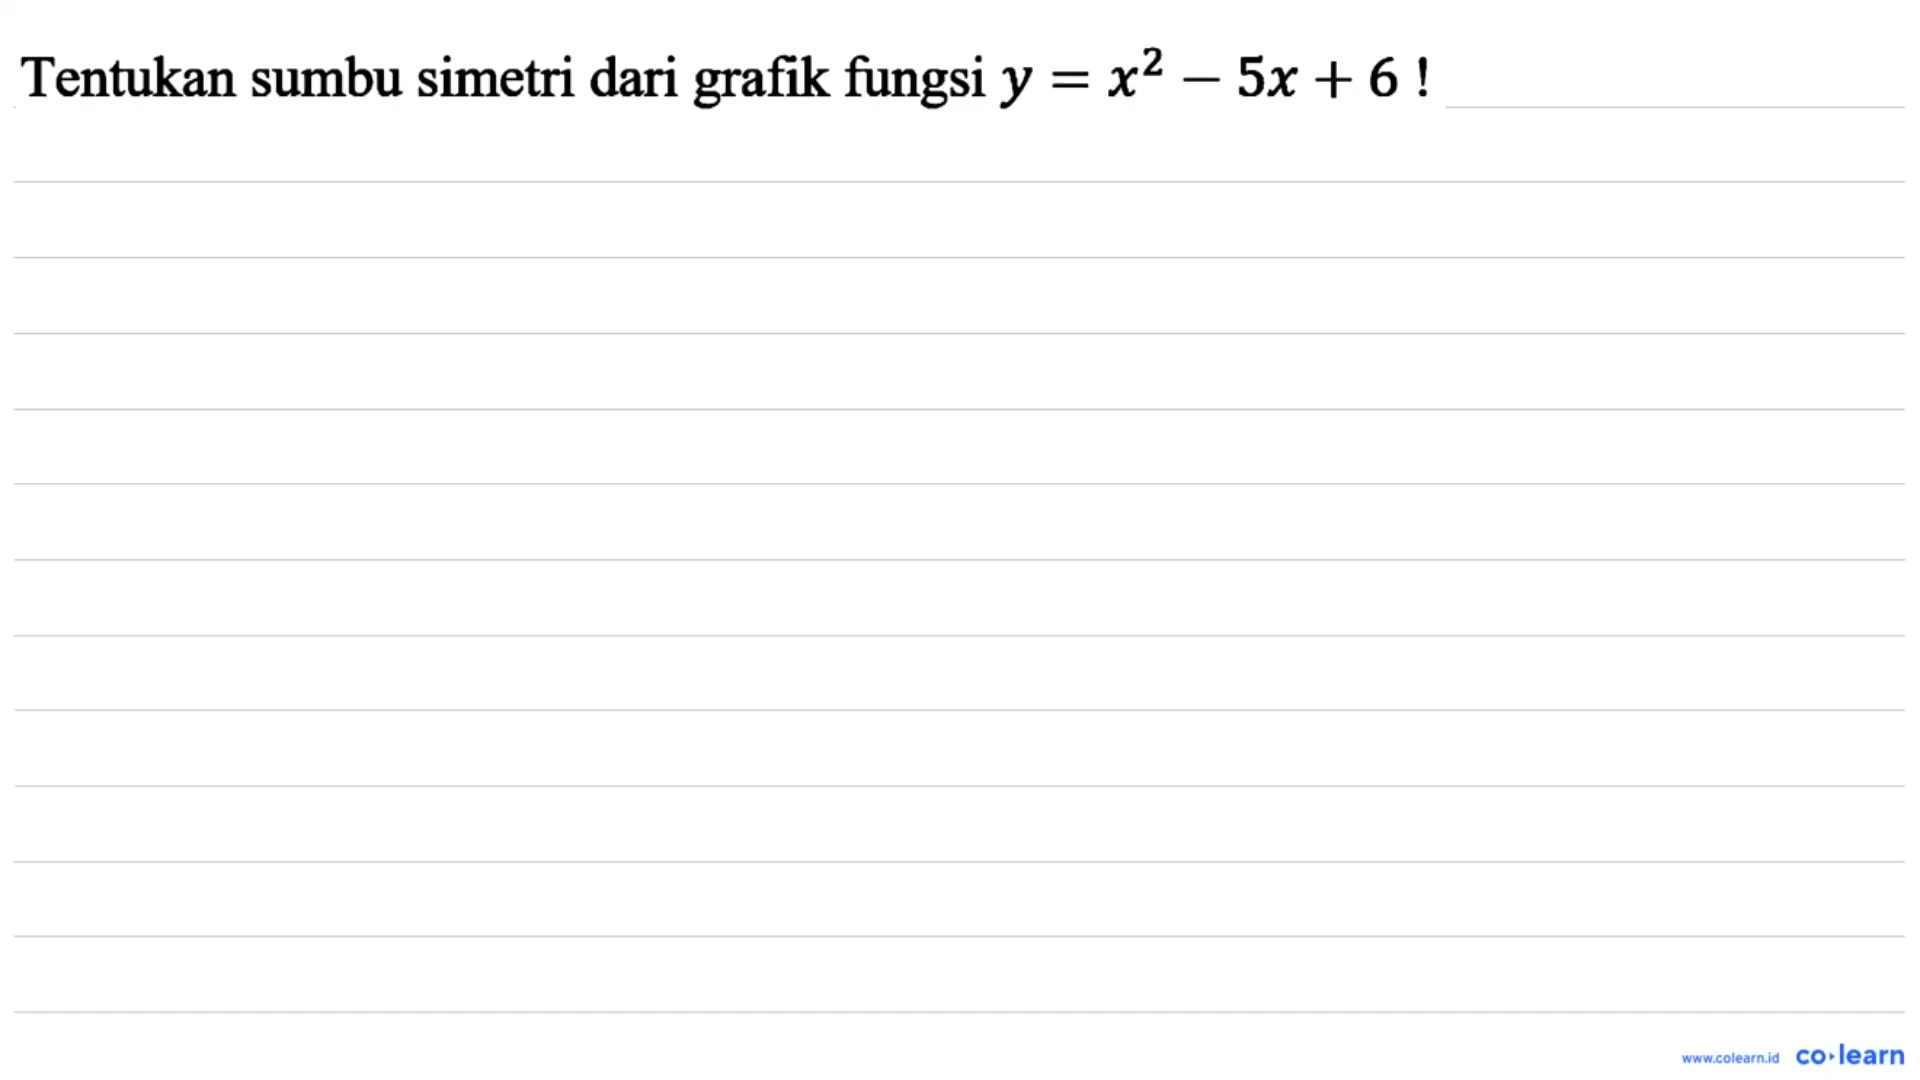 Tentukan sumbu simetri dari grafik fungsi y = x² − 5x + 6 !
www.colearn.id co learn